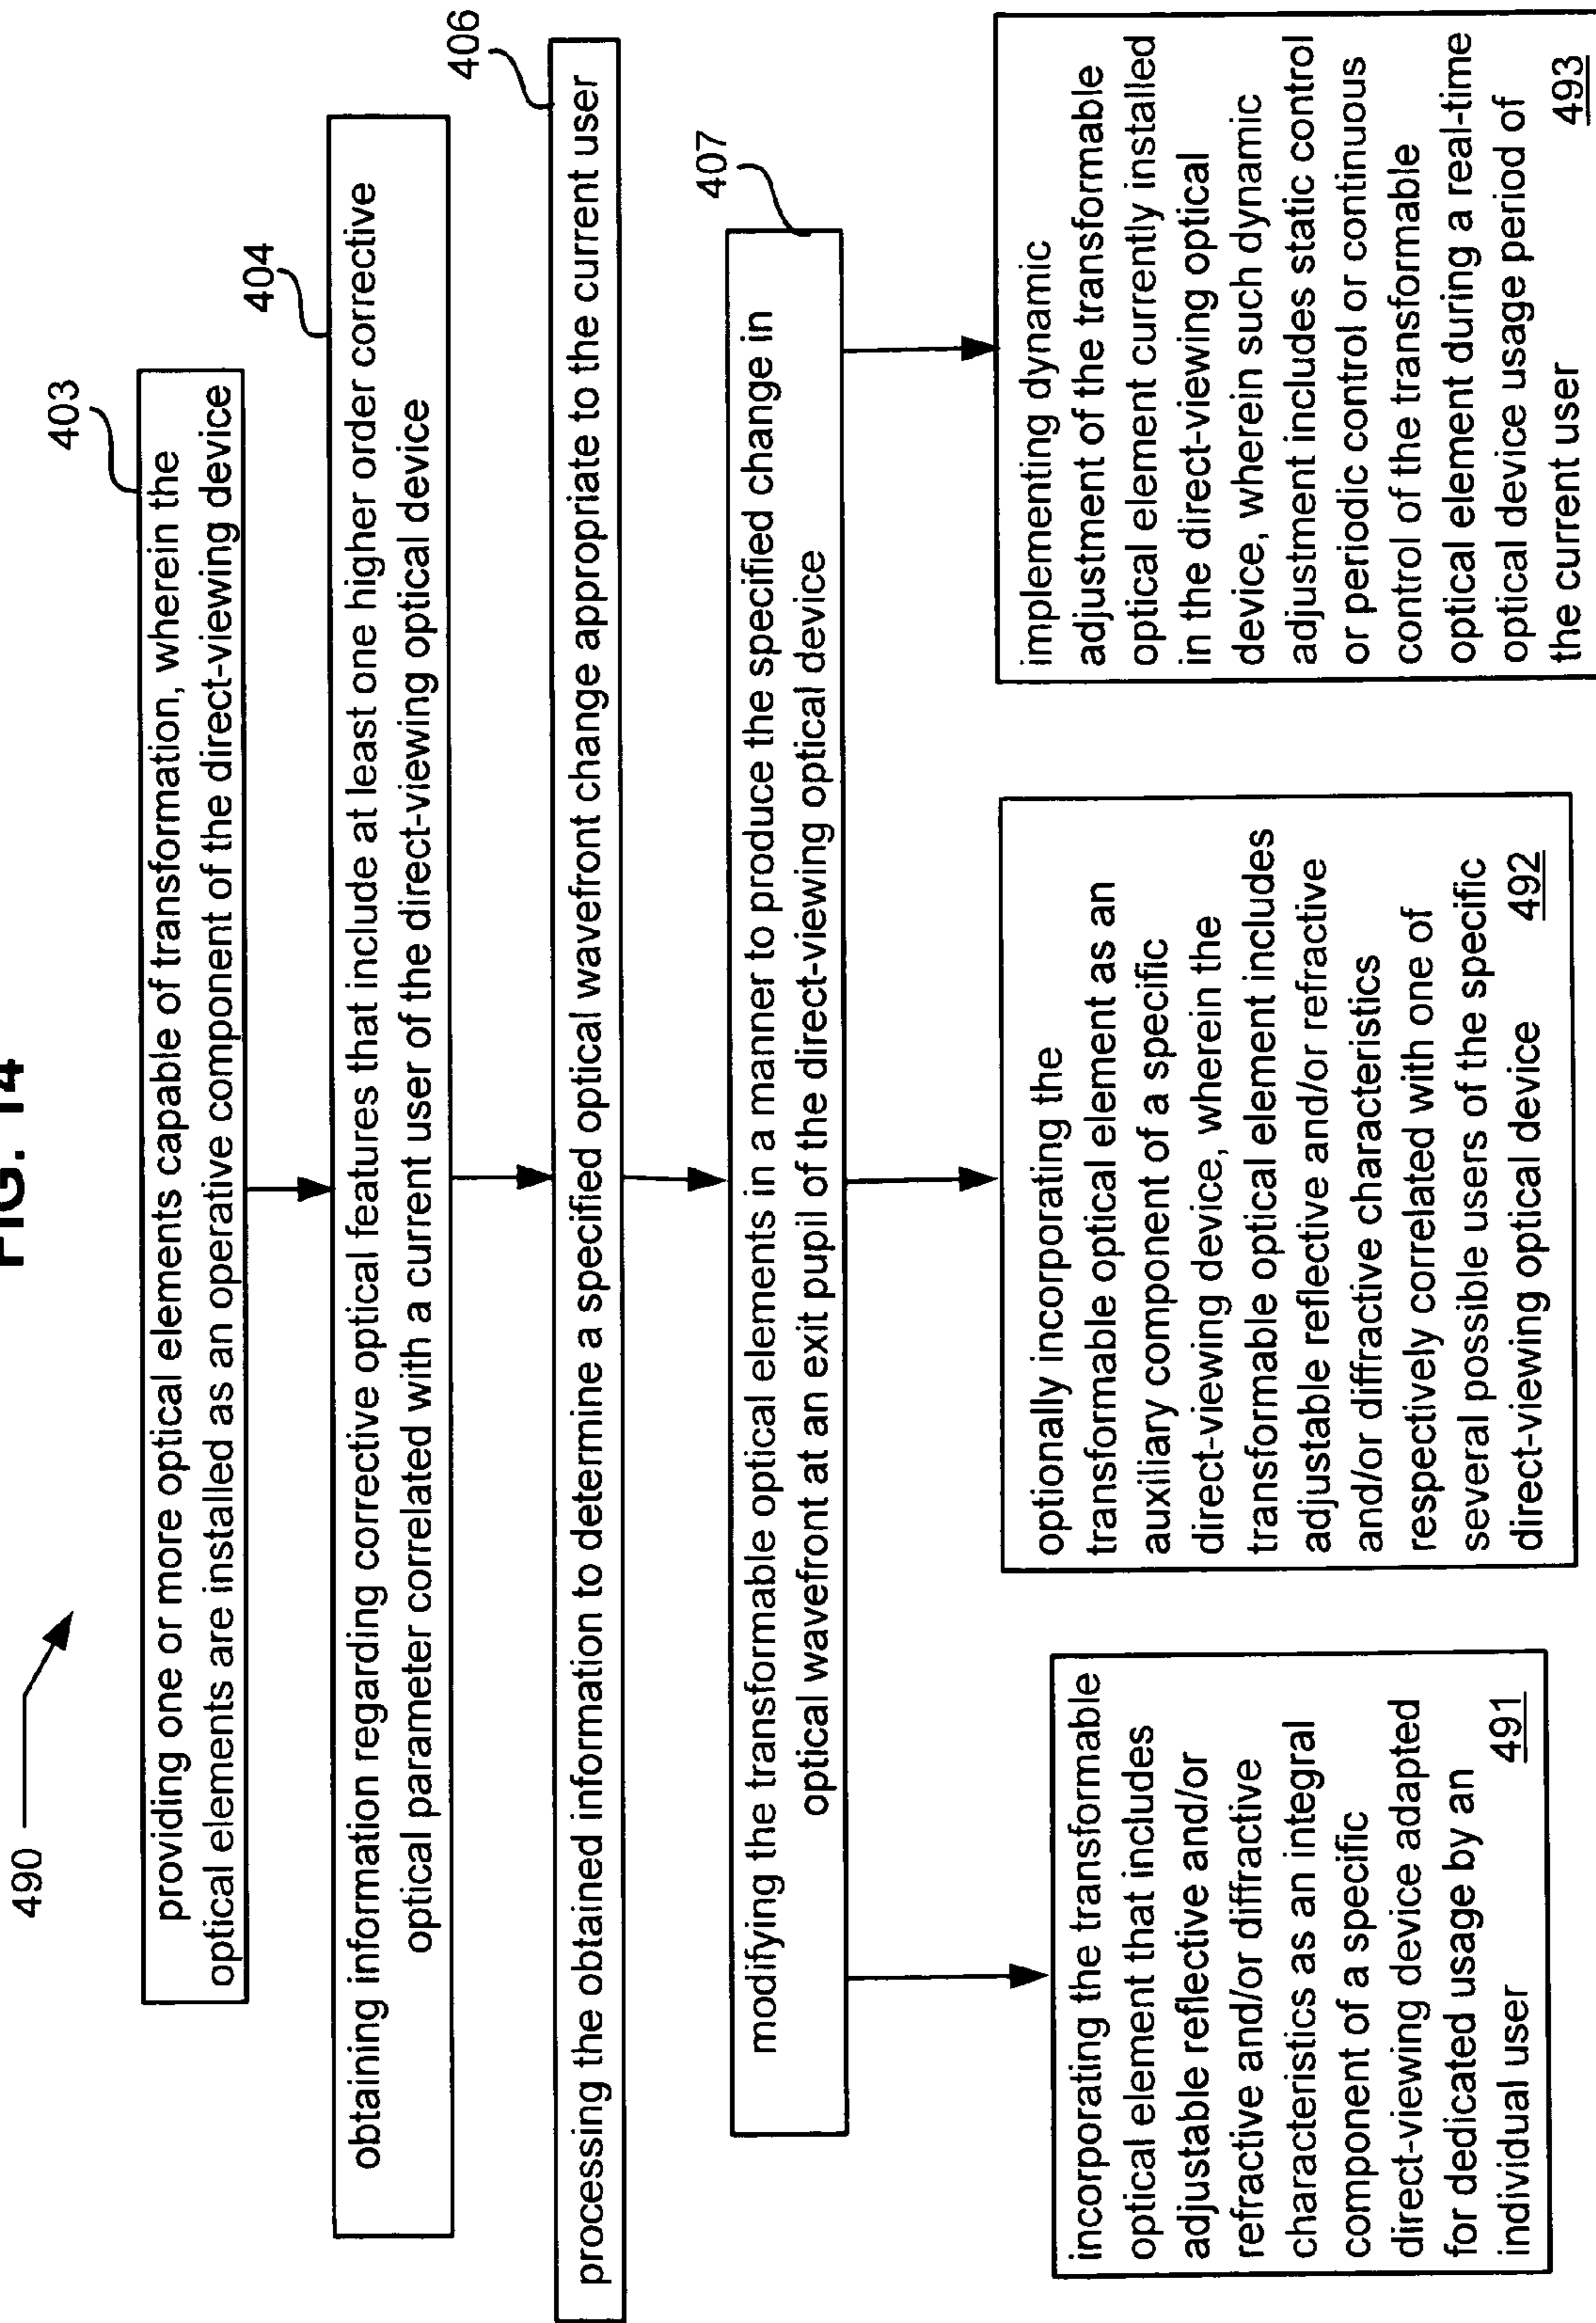 FIG. 14
490
403
providing one or more optical elements capable of transformation, wherein the
optical elements are installed as an operative component of the direct-viewing device
404
obtaining information regarding corrective optical features that include at least one higher order corrective
optical parameter correlated with a current user of the direct-viewing optical device
406
processing the obtained information to determine a specified optical wavefront change appropriate to the current user
407
modifying the transformable optical elements in a manner to produce the specified change in
optical wavefront at an exit pupil of the direct-viewing optical device
incorporating the transformable
optical element that includes
adjustable reflective and/or
refractive and/or diffractive
characteristics as an integral
component of a specific
direct-viewing device adapted
for dedicated usage by an
individual user 491
optionally incorporating the
transformable optical element as an
auxiliary component of a specific
direct-viewing device, wherein the
transformable optical element includes
adjustable reflective and/or refractive
and/or diffractive characteristics
respectively correlated with one of
several possible users of the specific
direct-viewing optical device 492
implementing dynamic
adjustment of the transformable
optical element currently installed
in the direct-viewing optical
device, wherein such dynamic
adjustment includes static control
or periodic control or continuous
control of the transformable
optical element during a real-time
optical device usage period of
the current user 493